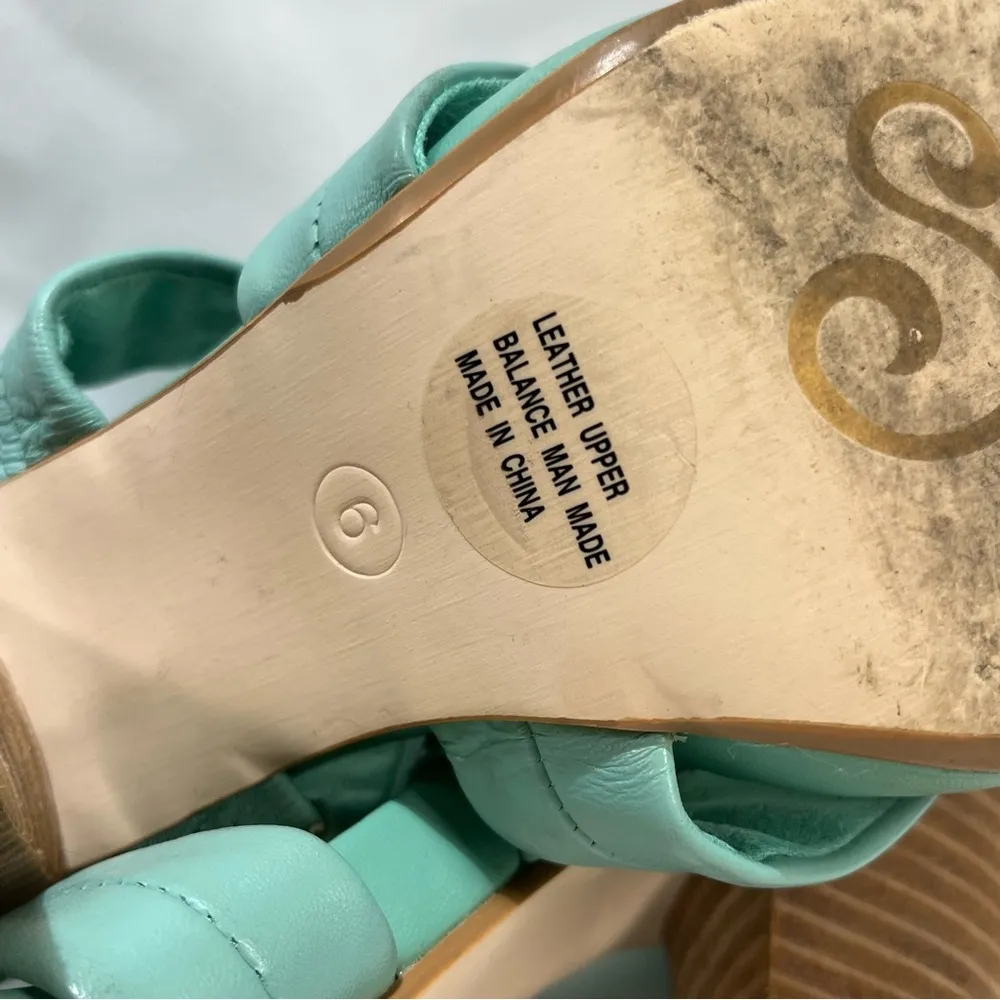 LEATHER UPPER
BALANCE MAN MADE
MADE IN CHINA
6
S